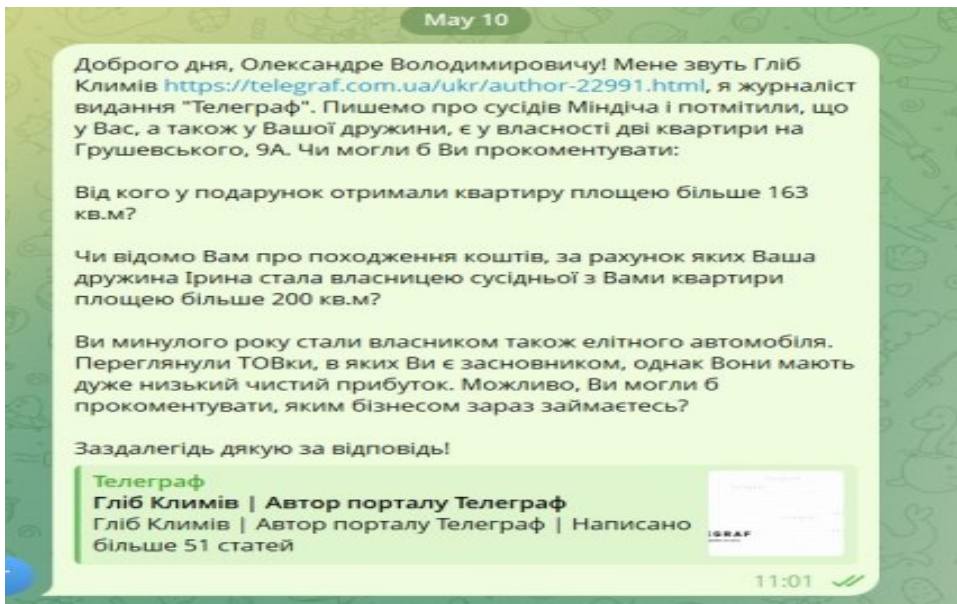 May 10
Доброго дня, Олександре Володимировичу! Мене звуть Гліб
Климів https://telegraf.com.ua/ukr/author-22991.html, я журналіст
видання "Телеграф". Пишемо про сусідів Міндіча і потмітили, що
у Вас, а також у Вашої дружини, є у власності дві квартири на
Грушевського, 9А. Чи могли б Ви прокоментувати:
Від кого у подарунок отримали квартиру площею більше 163
кв.м?
Чи відомо Вам про походження коштів, за рахунок яких Ваша
дружина Ірина стала власницею сусідньої з Вами квартири
площею більше 200 кв.м?
Ви минулого року стали власником також елітного автомобіля.
Переглянули ТОВки, в яких Ви є засновником, однак Вони мають
дуже низький чистий прибуток. Можливо, Ви могли б
прокоментувати, яким бізнесом зараз займаєтесь?
Заздалегідь дякую за відповідь!
Телеграф
Гліб Климів | Автор порталу Телеграф
Гліб Климів | Автор порталу Телеграф | Написано
більше 51 статей
11:01